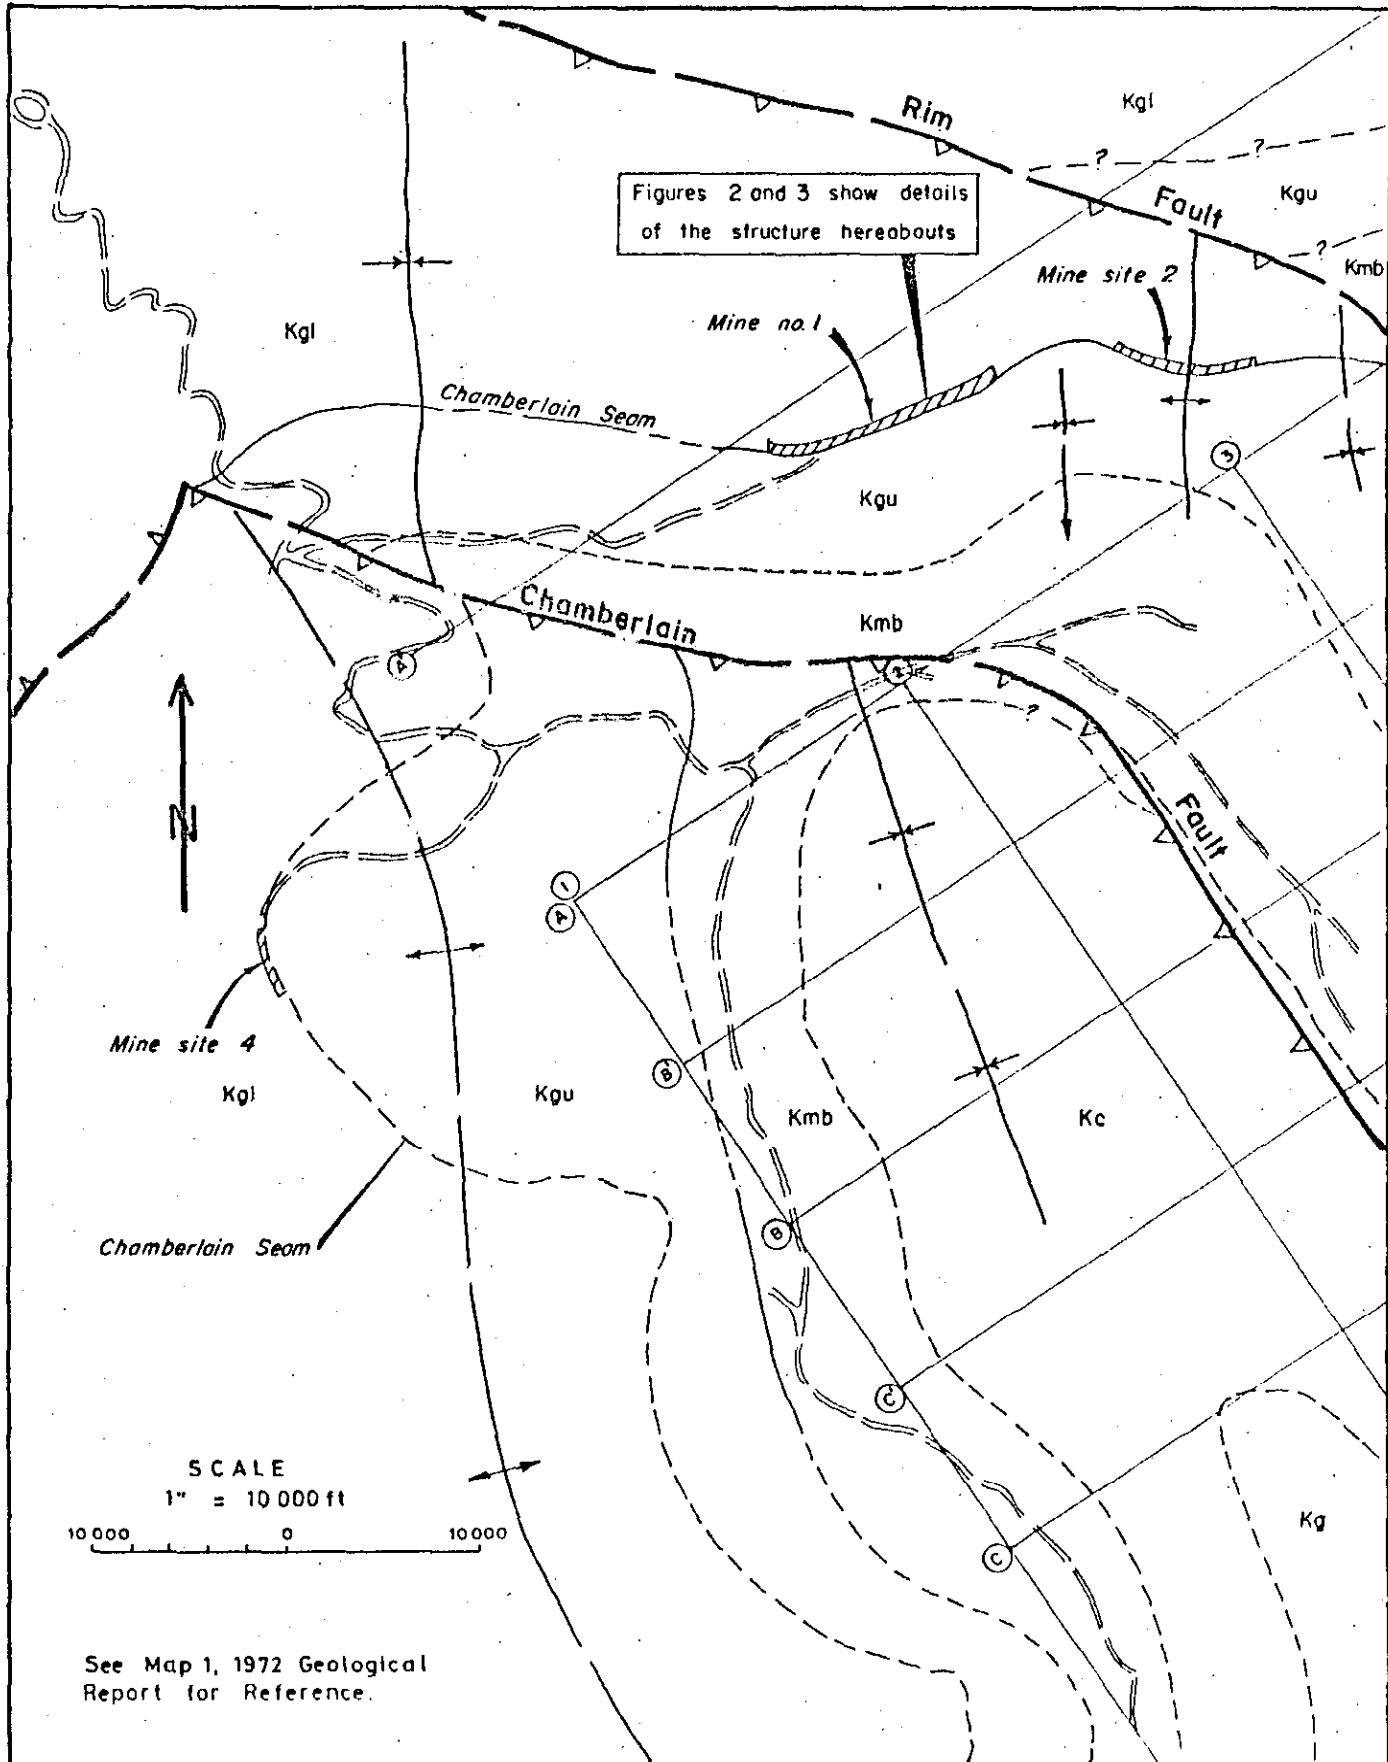 Rim
Fault
Kgl
?
?
Kgu
?
Kmb
Figures 2 and 3 show details
of the structure hereabouts
Mine site 2
Mine no. 1
Kgl
Chamberlain Seam
3
Kgu
Chamberlain
Fault
Kmb
4
2
?
N
1
A
Mine site 4
B'
Kgl
Kgu
Kmb
Kc
B
Chamberlain Seam
C'
SCALE
1" = 10 000 ft
10 000 0 10 000
Kg
C
See Map 1, 1972 Geological
Report for Reference.